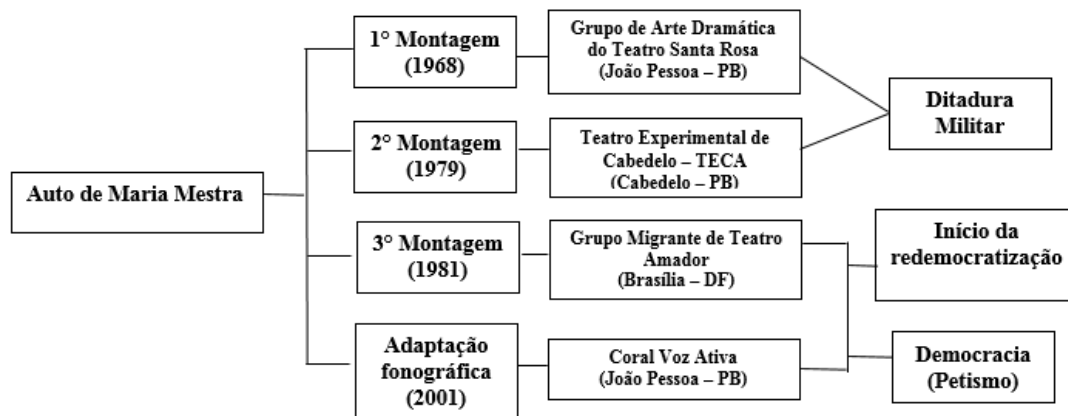 Auto de Maria Mestra
1° Montagem
(1968)
Grupo de Arte Dramática
do Teatro Santa Rosa
(João Pessoa – PB)
2° Montagem
(1979)
Teatro Experimental de
Cabedelo – TECA
(Cabedelo – PB)
Ditadura
Militar
3° Montagem
(1981)
Grupo Migrante de Teatro
Amador
(Brasília – DF)
Início da
redemocratização
Adaptação
fonográfica
(2001)
Coral Voz Ativa
(João Pessoa – PB)
Democracia
(Petismo)